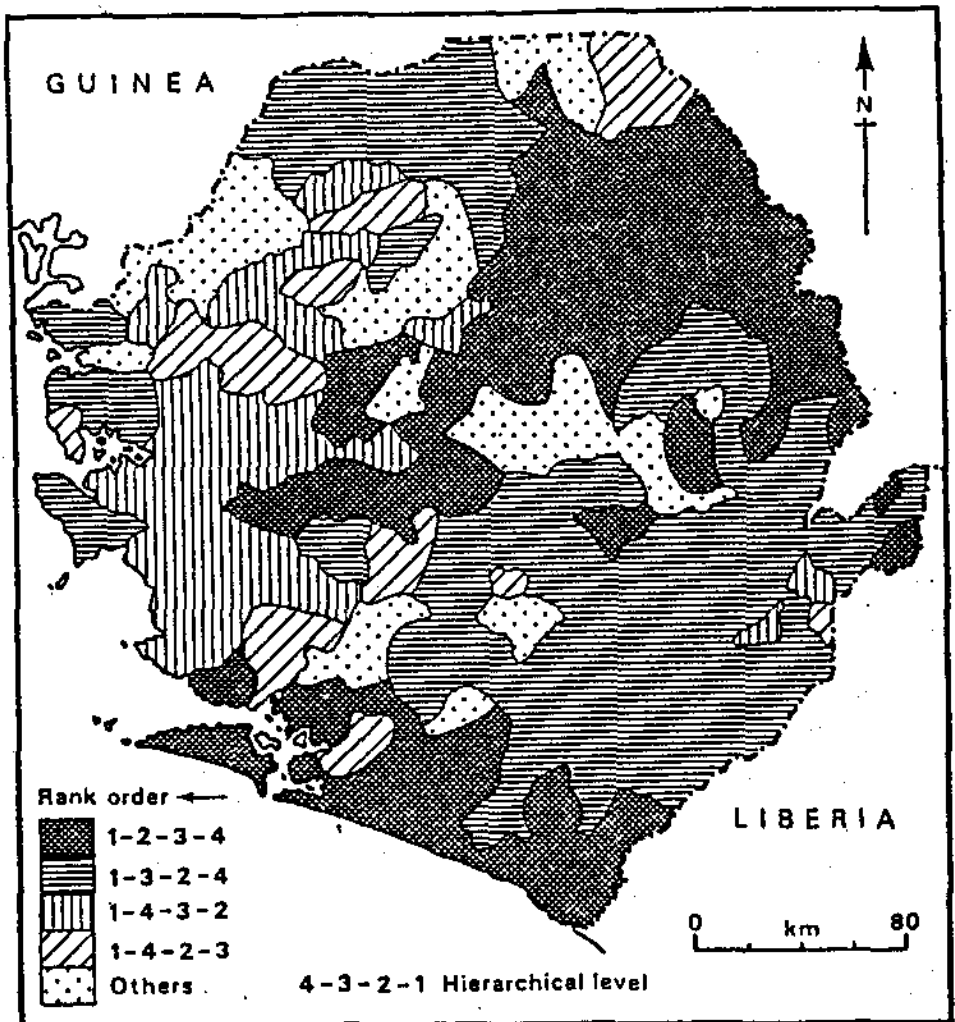 GUINEA
N
LIBERIA
0 km 80
Rank order ←
1-2-3-4
1-3-2-4
1-4-3-2
1-4-2-3
Others
4-3-2-1 Hierarchical level